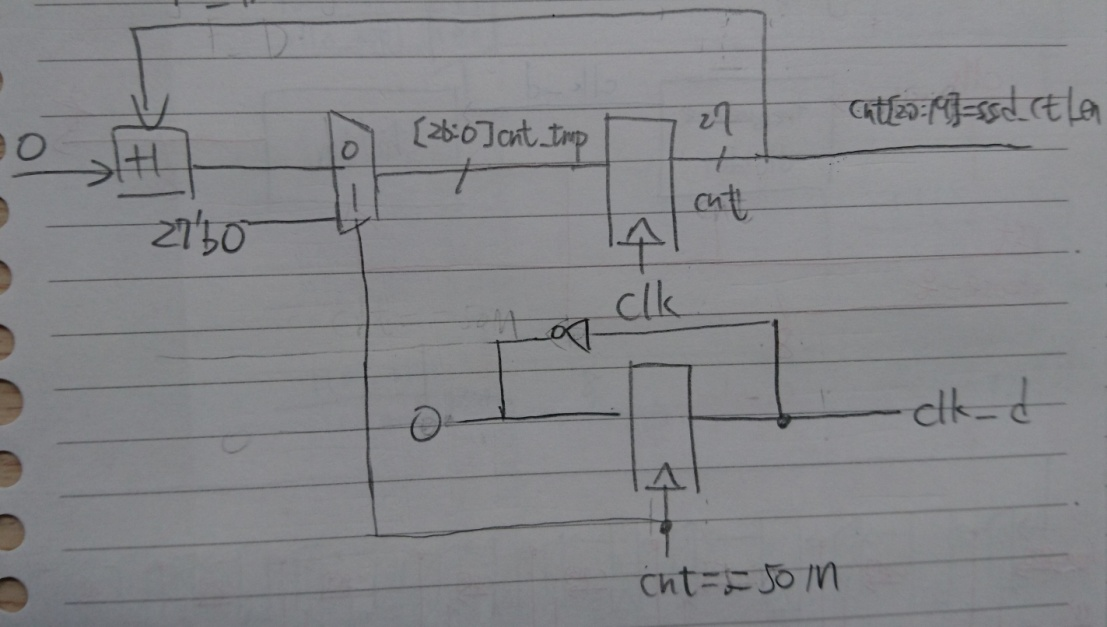 0
+1
0
1
27'b0
[26:0]cnt_tmp
27
cnt
cnt[20:19]=ssd_ctl_en
clk
0
clk_d
cnt==50M